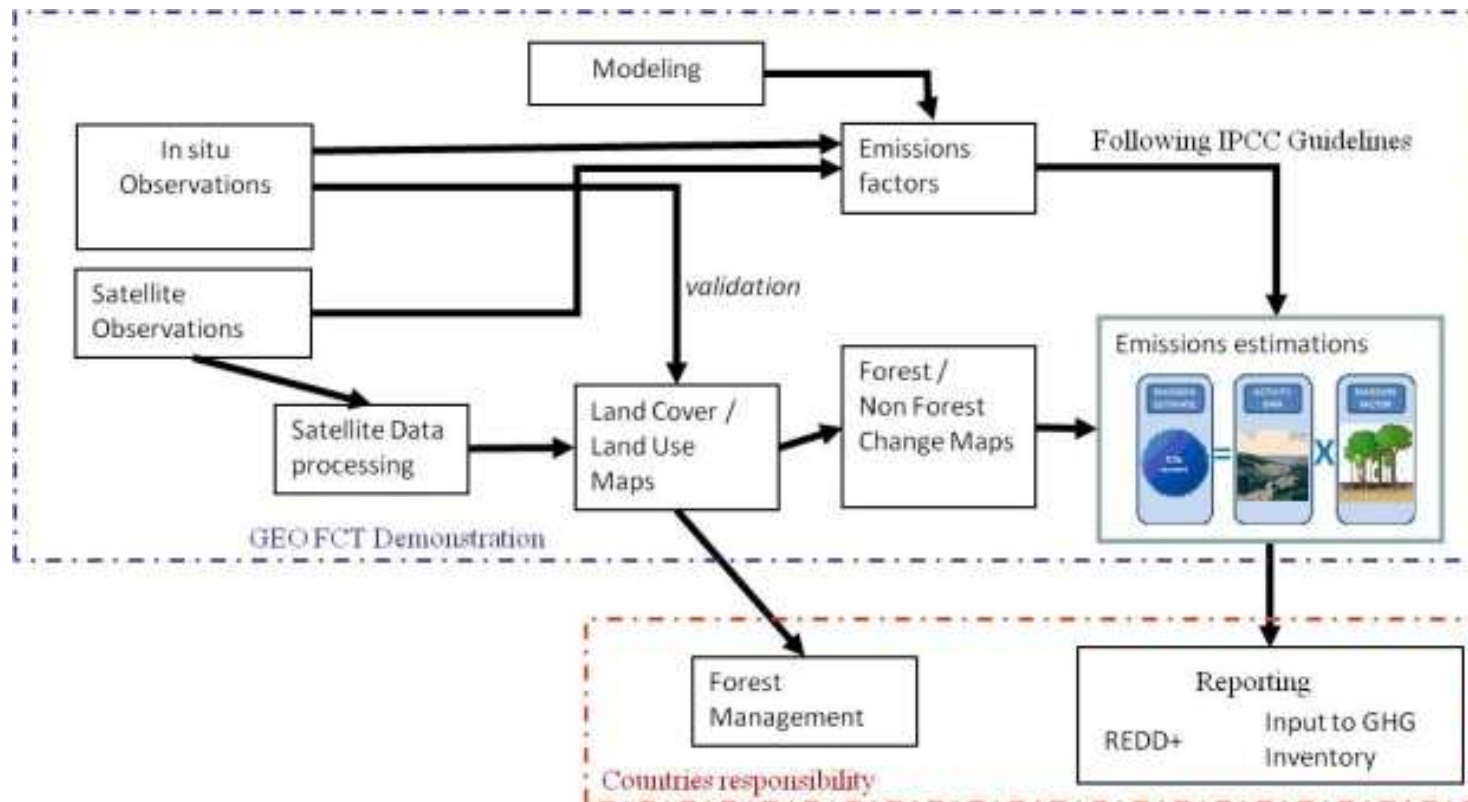 Modeling
In situ
Observations
Emissions
factors
Following IPCC Guidelines
Satellite
Observations
validation
Emissions estimations
Forest /
Non Forest
Change Maps
Land Cover /
Land Use
Maps
Satellite Data
processing
=
X
GEO FCT Demonstration
Forest
Management
Reporting
REDD+
Input to GHG
Inventory
Countries responsibility